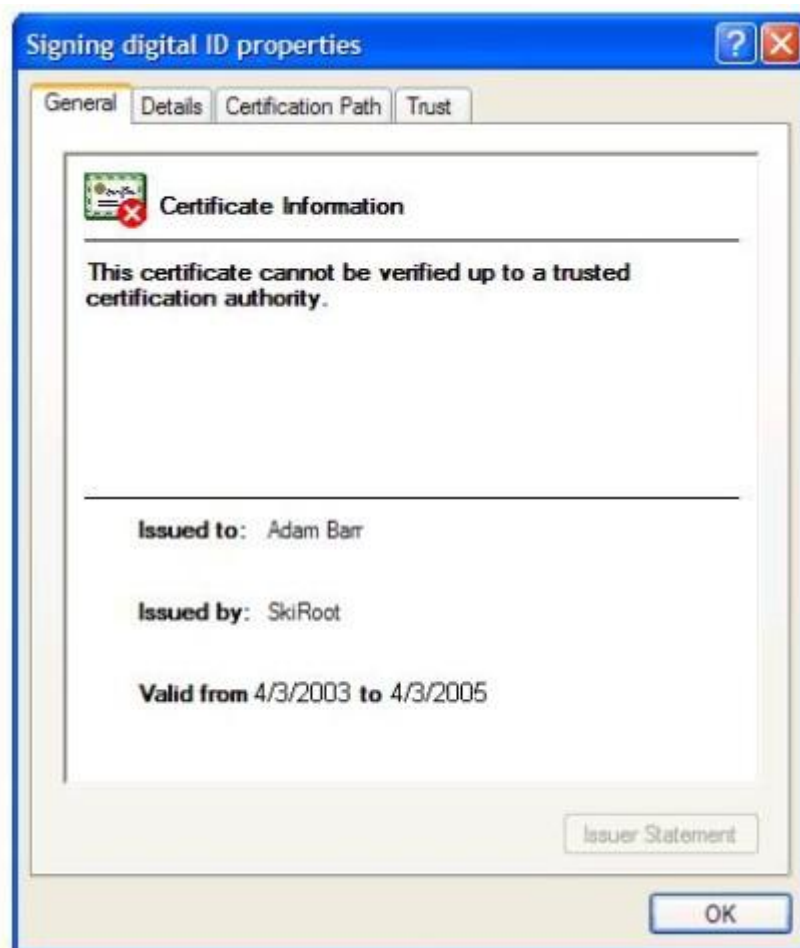 Signing digital ID properties
General Details Certification Path Trust
Certificate Information
This certificate cannot be verified up to a trusted
certification authority.
Issued to: Adam Barr
Issued by: SkiRoot
Valid from 4/3/2003 to 4/3/2005
Issuer Statement
OK